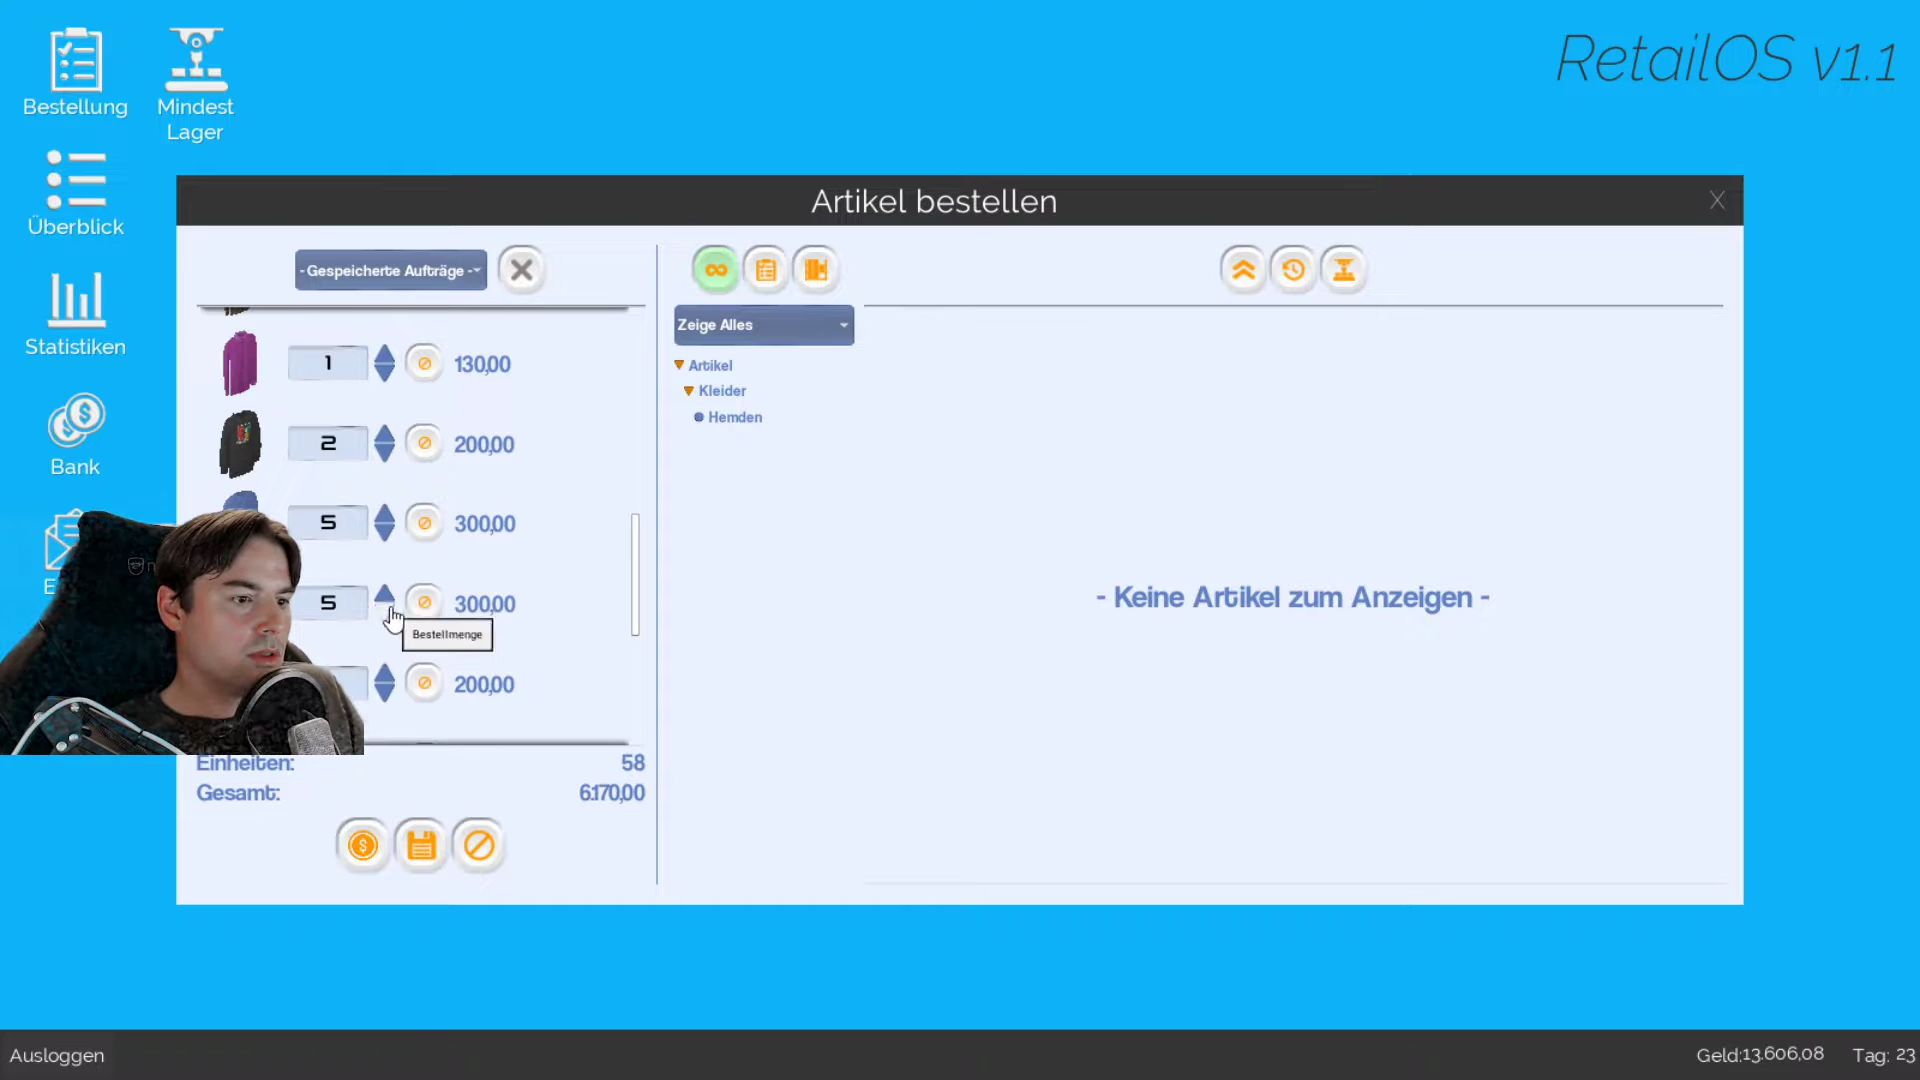 RetailOS v1.1
Bestellung
Mindest
Lager
Überblick
Statistiken
Bank
Artikel bestellen
X
- Gespeicherte Aufträge -
Zeige Alles
Artikel
Kleider
Hemden
1
130,00
2
200,00
5
300,00
5
300,00
Bestellmenge
200,00
- Keine Artikel zum Anzeigen -
Einheiten:
58
Gesamt:
6.170,00
Ausloggen
Geld:13.606,08
Tag: 23